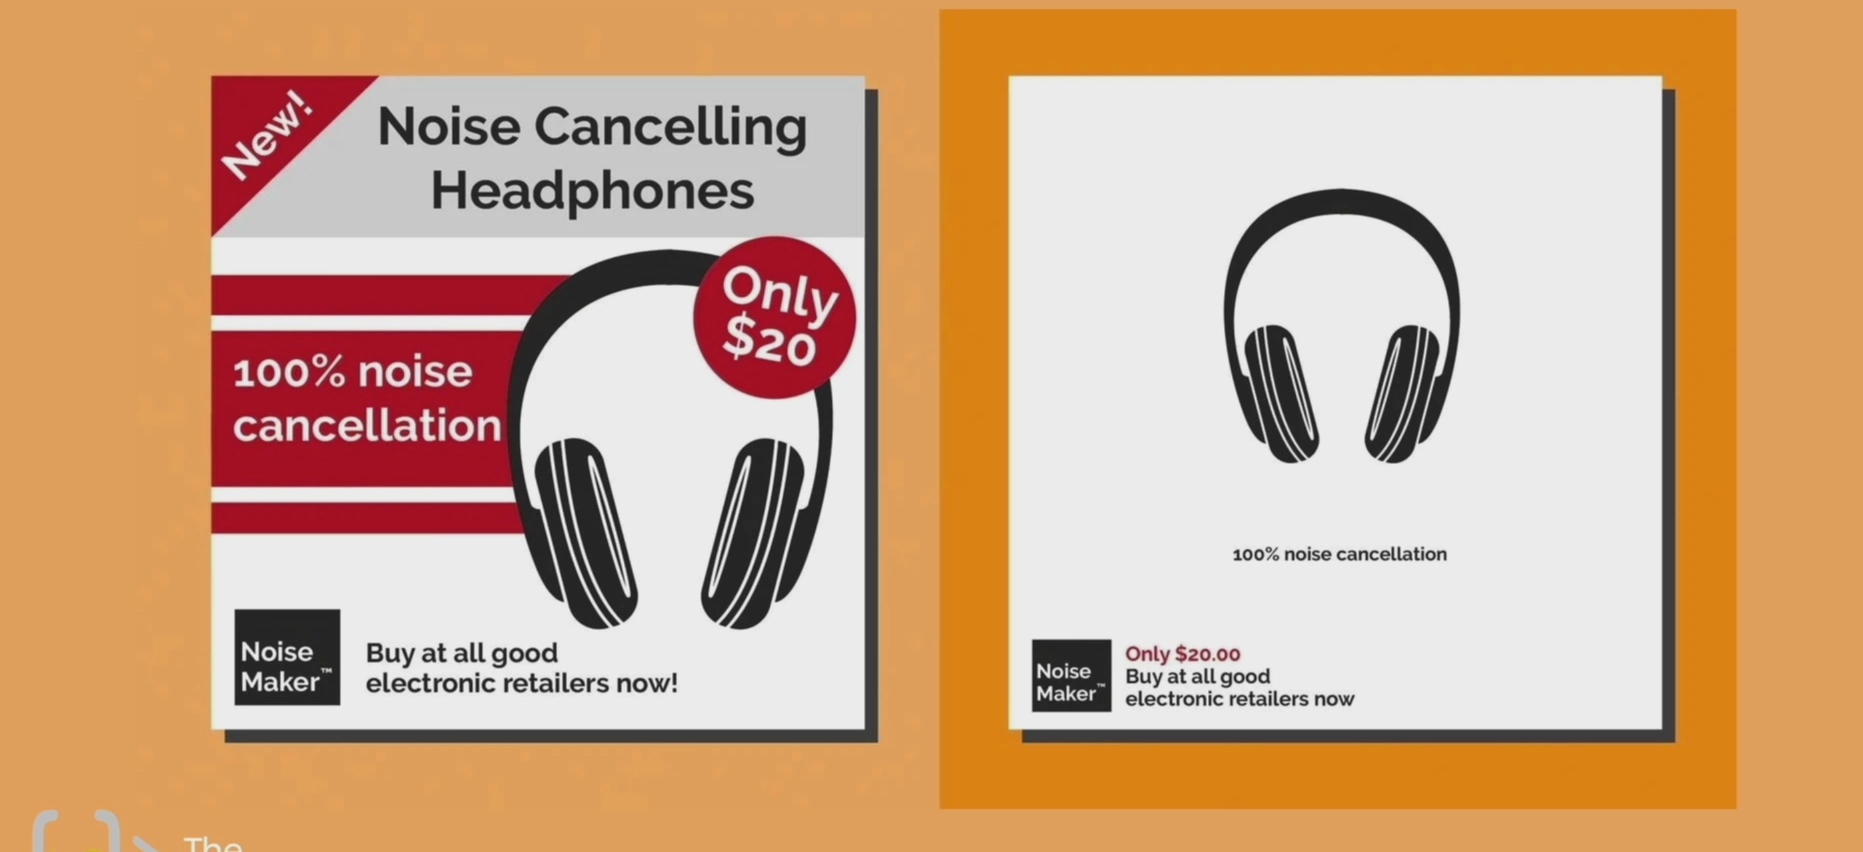 New!
Noise Cancelling
Headphones
Only
$20
100% noise
cancellation
Noise
Maker™
Buy at all good
electronic retailers now!
100% noise cancellation
Noise
Maker™
Only $20.00
Buy at all good
electronic retailers now
The